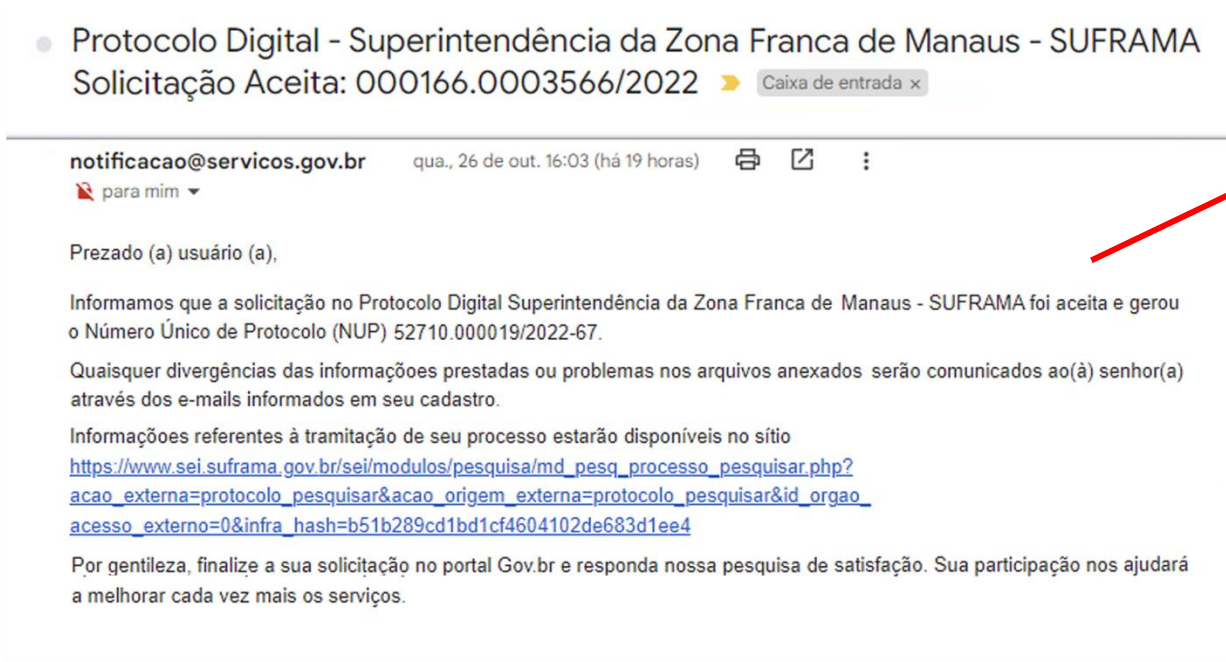 Protocolo Digital - Superintendência da Zona Franca de Manaus - SUFRAMA
Solicitação Aceita: 000166.0003566/2022 Caixa de entrada x
notificacao@servicos.gov.br qua., 26 de out. 16:03 (há 19 horas)
para mim
Prezado (a) usuário (a),
Informamos que a solicitação no Protocolo Digital Superintendência da Zona Franca de Manaus - SUFRAMA foi aceita e gerou
o Número Único de Protocolo (NUP) 52710.000019/2022-67.
Quaisquer divergências das informaçãoes prestadas ou problemas nos arquivos anexados serão comunicados ao(à) senhor(a)
através dos e-mails informados em seu cadastro.
Informaçãoes referentes à tramitação de seu processo estarão disponíveis no sítio
https://www.sei.suframa.gov.br/sei/modulos/pesquisa/md_pesq_processo_pesquisar.php?
acao_externa=protocolo_pesquisar&acao_origem_externa=protocolo_pesquisar&id_orgao_
acesso_externo=0&infra_hash=b51b289cd1bd1cf4604102de683d1ee4
Por gentileza, finalize a sua solicitação no portal Gov.br e responda nossa pesquisa de satisfação. Sua participação nos ajudará
a melhorar cada vez mais os serviços.